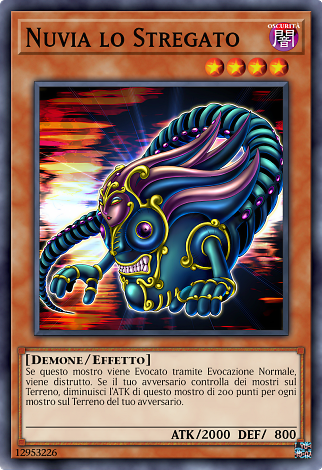 Nuvia lo Stregato
OSCURITÀ
闇
[Demone/Effetto]
Se questo mostro viene Evocato tramite Evocazione Normale,
viene distrutto. Se il tuo avversario controlla dei mostri sul
Terreno, diminuisci l'ATK di questo mostro di 200 punti per ogni
mostro sul Terreno del tuo avversario.
ATK/2000 DEF/ 800
12953226